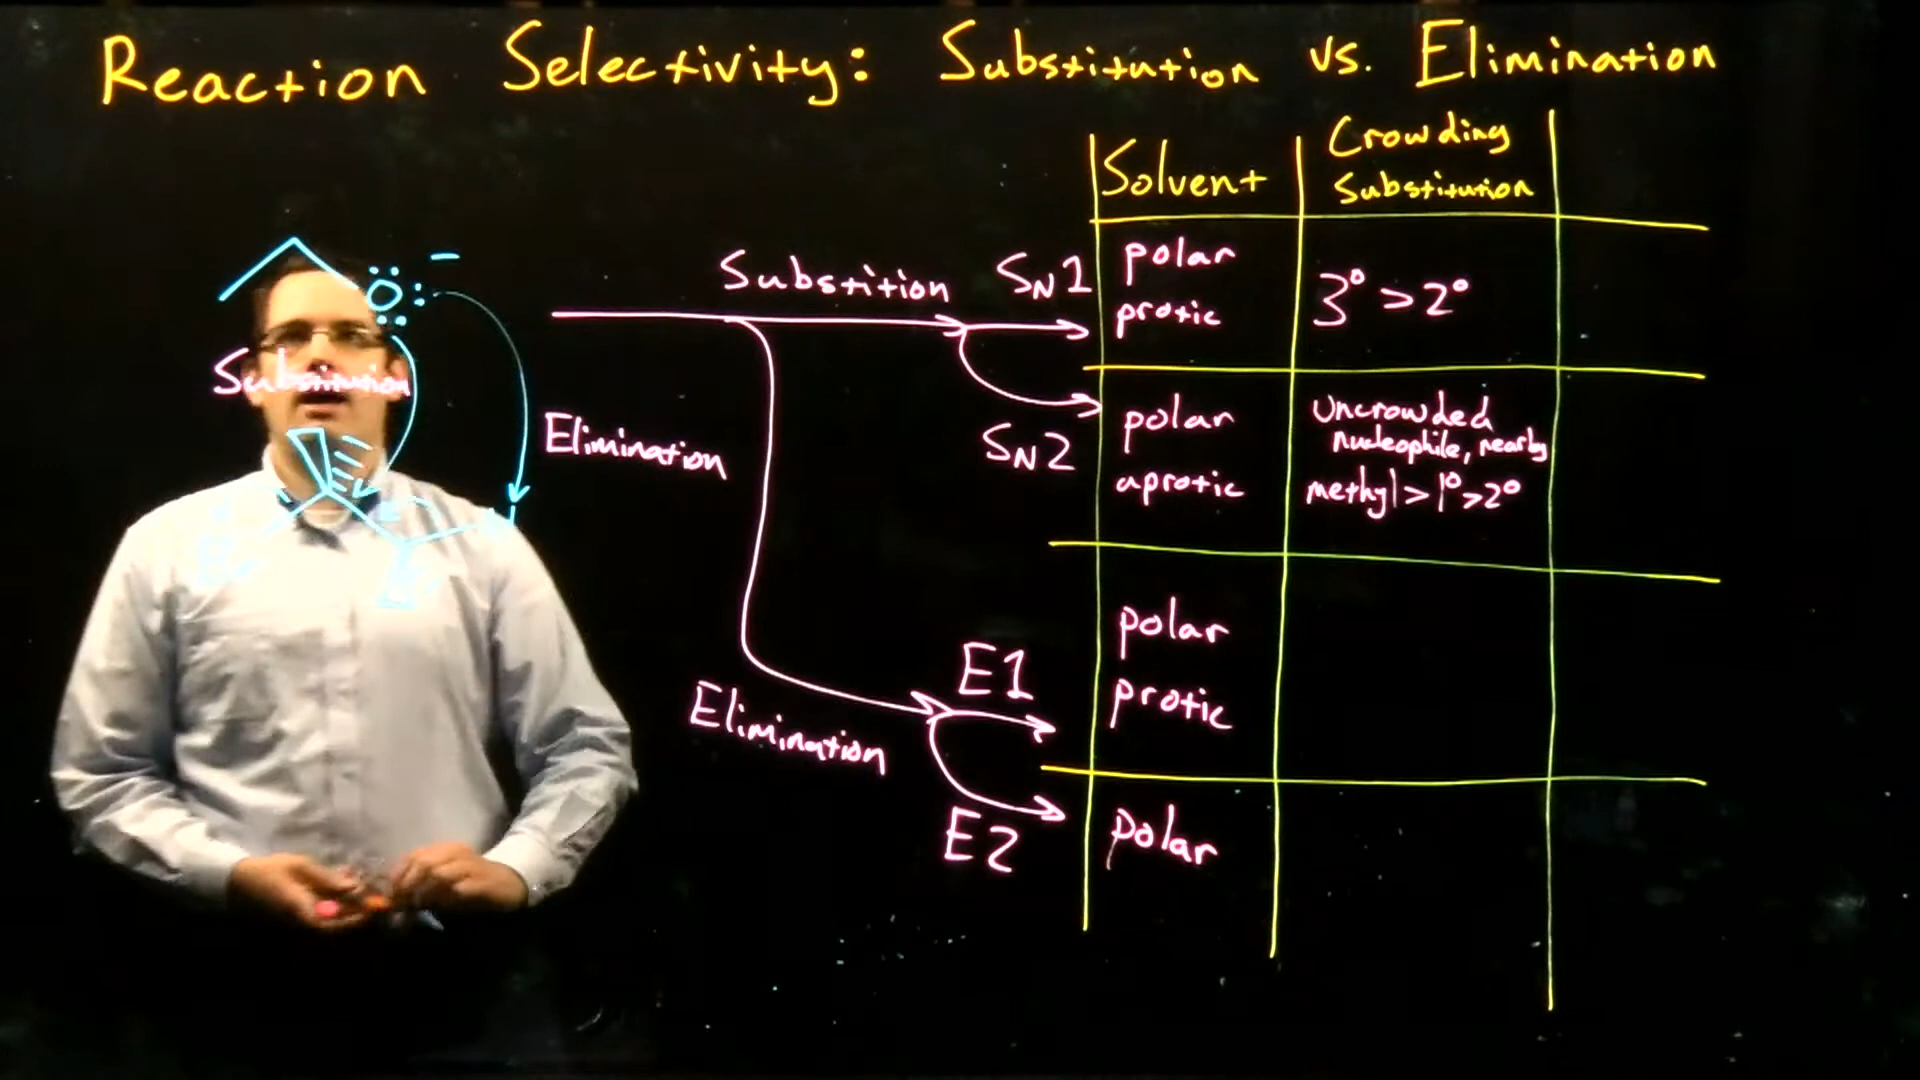 Reaction Selectivity: Substitution vs. Elimination
Solvent
Crowding
Substitution
Substition
SN1
polar
protic
3° > 2°
O
Substitution
Elimination
SN2
polar
aprotic
Uncrowded
nucleophile, nearby
methyl > 1° > 2°
Elimination
E1
polar
protic
E2
polar